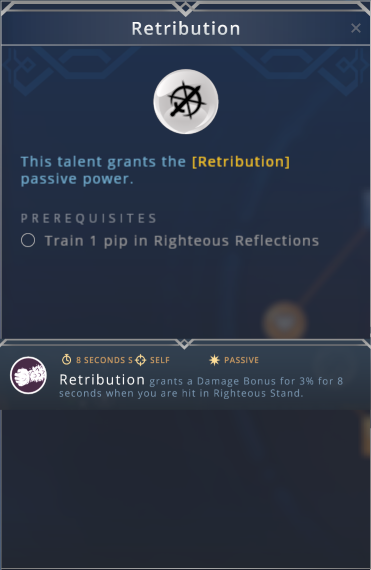 Retribution
This talent grants the [Retribution]
passive power.
PREREQUISITES
Train 1 pip in Righteous Reflections
8 SECONDS S SELF PASSIVE
Retribution grants a Damage Bonus for 3% for 8
seconds when you are hit in Righteous Stand.